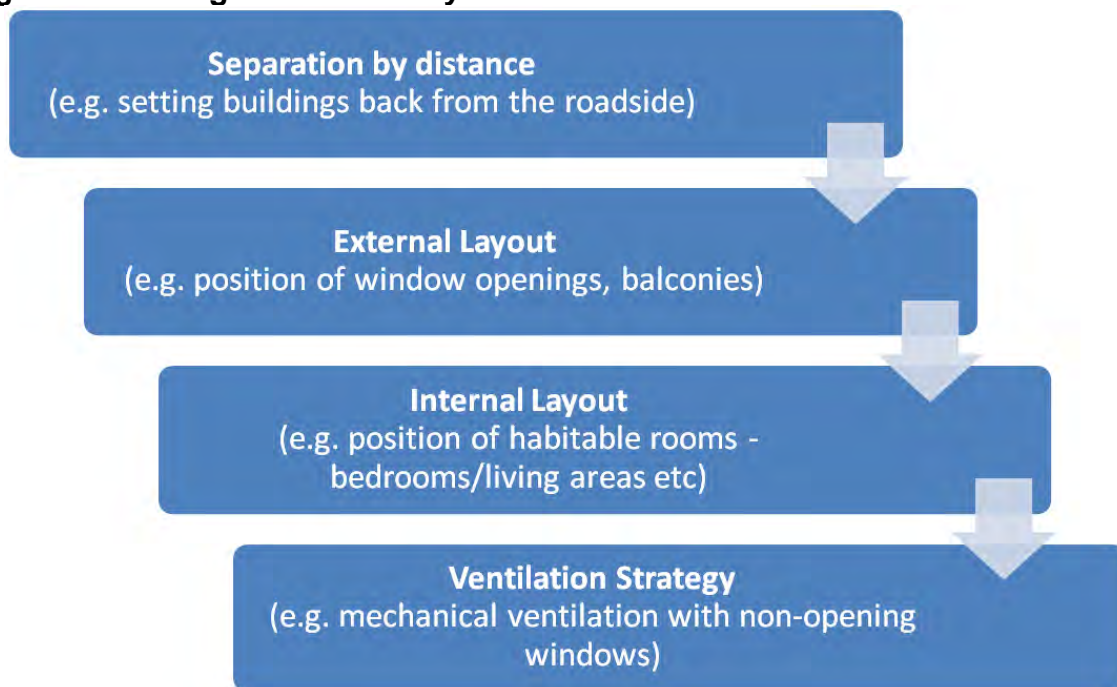 Separation by distance
(e.g. setting buildings back from the roadside)
External Layout
(e.g. position of window openings, balconies)
Internal Layout
(e.g. position of habitable rooms -
bedrooms/living areas etc)
Ventilation Strategy
(e.g. mechanical ventilation with non-opening
windows)